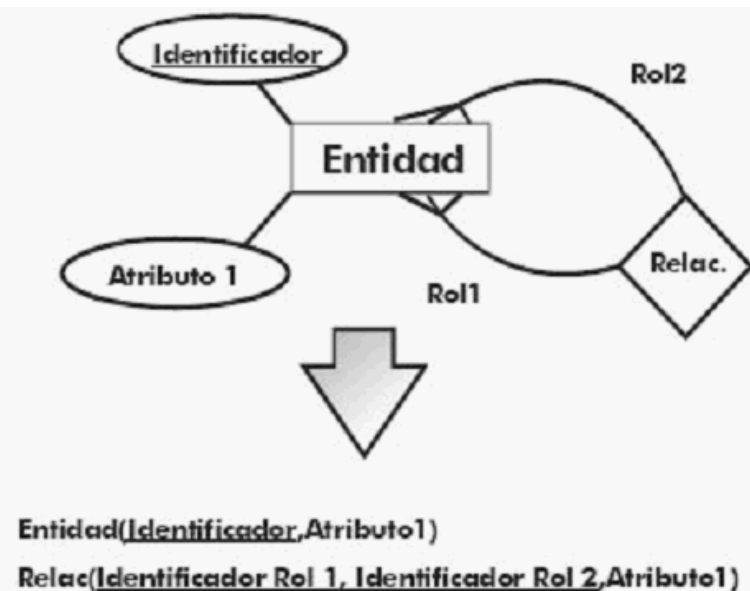 Identificador
Rol2
Entidad
Atributo 1
Relac.
Rol1
Entidad(Identificador,Atributo1)
Relac(Identificador Rol 1, Identificador Rol 2,Atributo1)